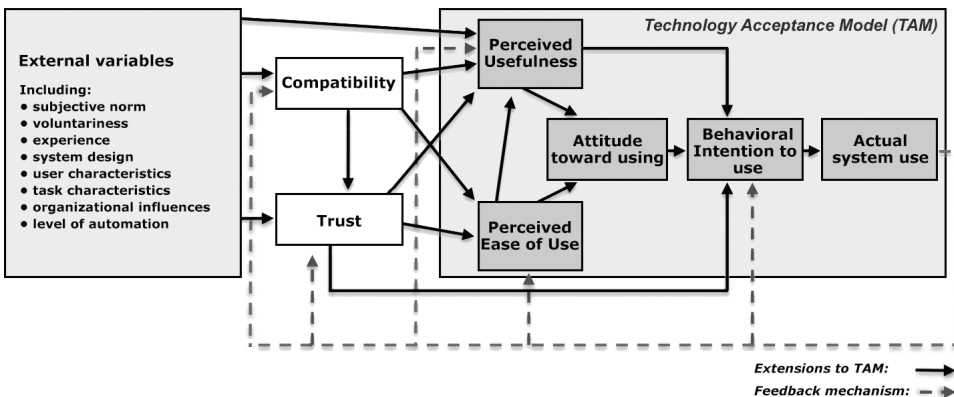 Technology Acceptance Model (TAM)
External variables
Including:
• subjective norm
• voluntariness
• experience
• system design
• user characteristics
• task characteristics
• organizational influences
• level of automation
Compatibility
Trust
Perceived
Usefulness
Perceived
Ease of Use
Attitude
toward using
Behavioral
Intention to
use
Actual
system use
Extensions to TAM:
Feedback mechanism: